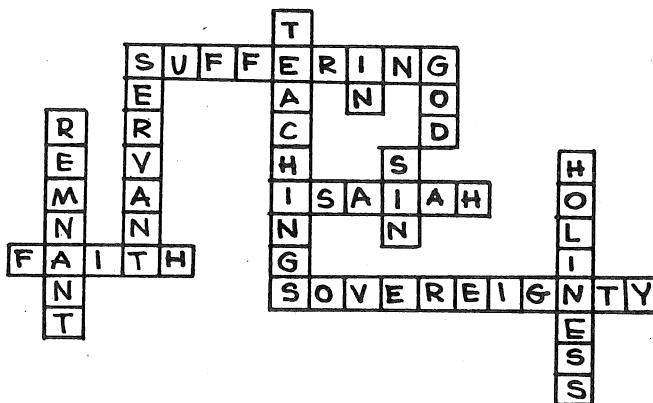 TEACHINGS
SUFFERING
SERVANT
IN
GOD
REMNANT
SIN
HOLINESS
ISAIAH
FAITH
SOVEREIGNTY